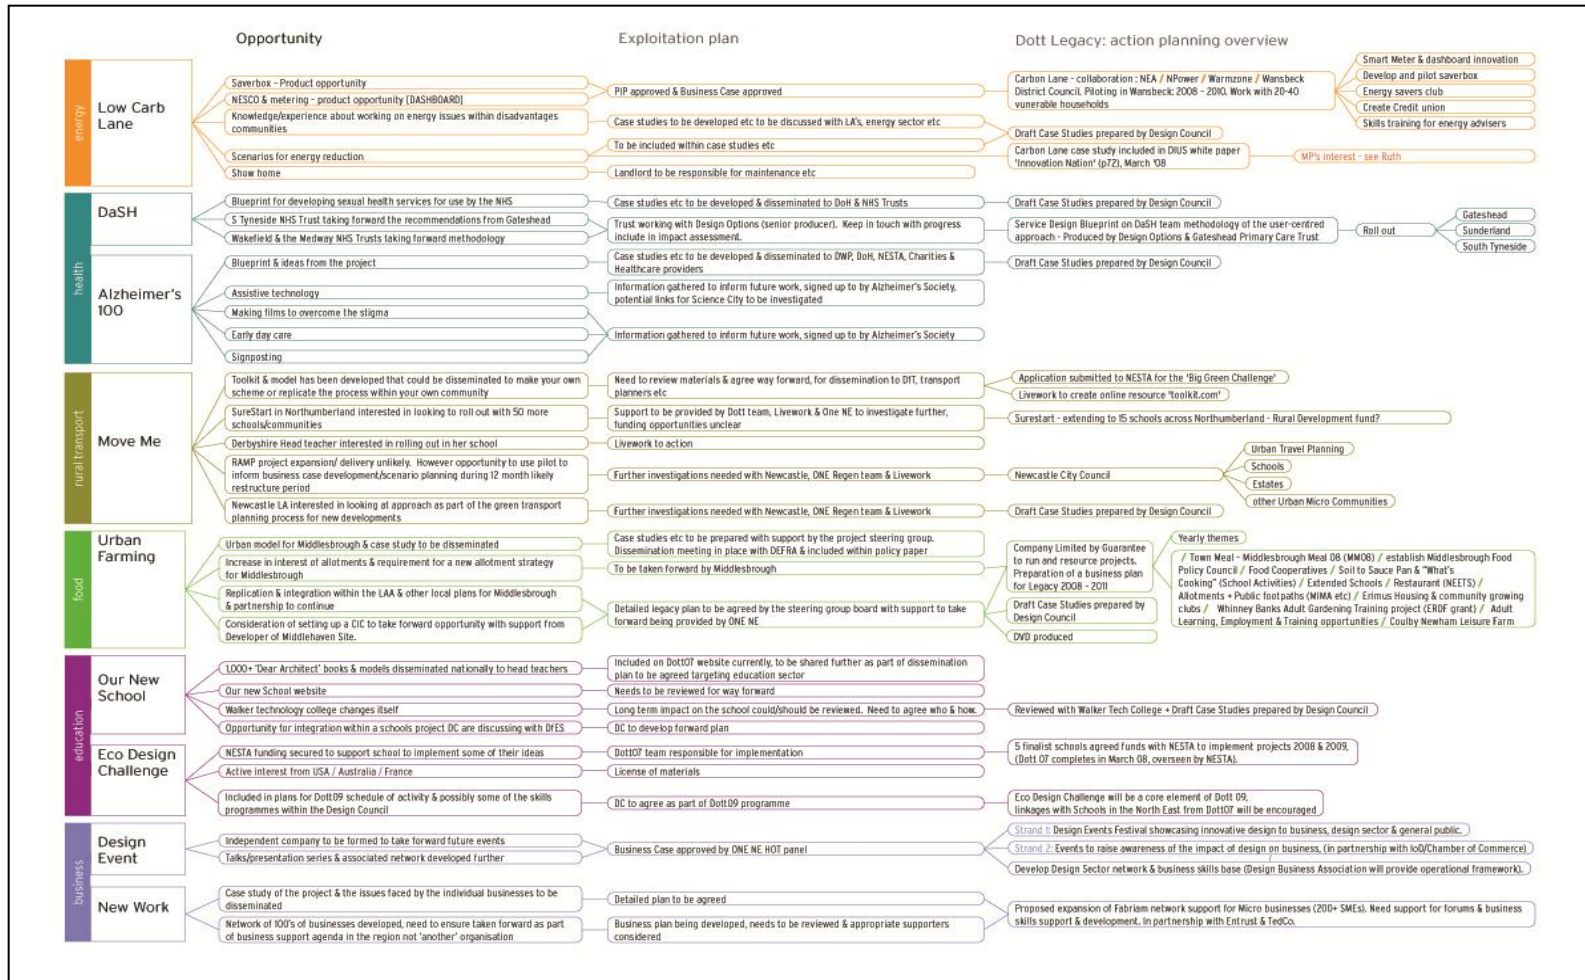 Opportunity
Exploitation plan
Dott Legacy: action planning overview
energy
Low Carb
Lane
Saverbox - Product opportunity
NESCO & metering - product opportunity [DASHBOARD]
Knowledge/experience about working on energy issues within disadvantages
communities
Scenarios for energy reduction
Show home
PIP approved & Business Case approved
Case studies to be developed etc to be discussed with LA's, energy sector etc
To be included within case studies etc
Landlord to be responsible for maintenance etc
Carbon Lane - collaboration : NEA / NPower / Warmzone / Wansbeck
District Council. Piloting in Wansbeck: 2008 - 2010. Work with 20-40
vunerable households
Draft Case Studies prepared by Design Council
Carbon Lane case study included in DIUS white paper
'Innovation Nation' (p72), March '08
Smart Meter & dashboard innovation
Develop and pilot saverbox
Energy savers club
Create Credit union
Skills training for energy advisers
MP's interest - see Ruth
health
DaSH
Blueprint for developing sexual health services for use by the NHS
S Tyneside NHS Trust taking forward the recommendations from Gateshead
Wakefield & the Medway NHS Trusts taking forward methodology
Case studies etc to be developed & disseminated to DoH & NHS Trusts
Trust working with Design Options (senior producer). Keep in touch with progress
include in impact assessment.
Draft Case Studies prepared by Design Council
Service Design Blueprint on DaSH team methodology of the user-centred
approach - Produced by Design Options & Gateshead Primary Care Trust
Roll out
Gateshead
Sunderland
South Tyneside
Alzheimer's
100
Blueprint & ideas from the project
Assistive technology
Making films to overcome the stigma
Early day care
Signposting
Case studies etc to be developed & disseminated to DWP, DoH, NESTA, Charities &
Healthcare providers
Information gathered to inform future work, signed up to by Alzheimer's Society,
potential links for Science City to be investigated
Information gathered to inform future work, signed up to by Alzheimer's Society
Draft Case Studies prepared by Design Council
rural transport
Move Me
Toolkit & model has been developed that could be disseminated to make your own
scheme or replicate the process within your own community
SureStart in Northumberland interested in looking to roll out with 50 more
schools/communities
Derbyshire Head teacher interested in rolling out in her school
RAMP project expansion/ delivery unlikely. However opportunity to use pilot to
inform business case development/scenario planning during 12 month likely
restructure period
Newcastle LA interested in looking at approach as part of the green transport
planning process for new developments
Need to review materials & agree way forward, for dissemination to DfT, transport
planners etc
Support to be provided by Dott team, Livework & One NE to investigate further,
funding opportunities unclear
Livework to action
Further investigations needed with Newcastle, ONE Regen team & Livework
Further investigations needed with Newcastle, ONE Regen team & Livework
Application submitted to NESTA for the 'Big Green Challenge'
Livework to create online resource 'toolkit.com'
Surestart - extending to 15 schools across Northumberland - Rural Development fund?
Newcastle City Council
Draft Case Studies prepared by Design Council
Urban Travel Planning
Schools
Estates
other Urban Micro Communities
food
Urban
Farming
Urban model for Middlesbrough & case study to be disseminated
Increase in interest of allotments & requirement for a new allotment strategy
for Middlesbrough
Replication & integration within the LAA & other local plans for Middlesbrough
& partnership to continue
Consideration of setting up a CIC to take forward opportunity with support from
Developer of Middlehaven Site.
Case studies etc to be prepared with support by the project steering group.
Dissemination meeting in place with DEFRA & included within policy paper
To be taken forward by Middlesbrough
Detailed legacy plan to be agreed by the steering group board with support to take
forward being provided by ONE NE
Company Limited by Guarantee
to run and resource projects.
Preparation of a business plan
for Legacy 2008 - 2011
Draft Case Studies prepared by
Design Council
DVD produced
Yearly themes
/ Town Meal - Middlesbrough Meal 08 (MM08) / establish Middlesbrough Food
Policy Council / Food Cooperatives / Soil to Sauce Pan & "What's
Cooking" (School Activities) / Extended Schools / Restaurant (NEETS) /
Allotments + Public footpaths (MIMA etc) / Erimus Housing & community growing
clubs / Whinney Banks Adult Gardening Training project (ERDF grant) / Adult
Learning, Employment & Training opportunities / Coulby Newham Leisure Farm
education
Our New
School
1,000+ 'Dear Architect' books & models disseminated nationally to head teachers
Our new School website
Walker technology college changes itself
Opportunity for integration within a schools project DC are discussing with DfES
Included on Dott07 website currently, to be shared further as part of dissemination
plan to be agreed targeting education sector
Needs to be reviewed for way forward
Long term impact on the school could/should be reviewed. Need to agree who & how.
DC to develop forward plan
Reviewed with Walker Tech College + Draft Case Studies prepared by Design Council
Eco Design
Challenge
NESTA funding secured to support school to implement some of their ideas
Active interest from USA / Australia / France
Included in plans for Dott09 schedule of activity & possibly some of the skills
programmes within the Design Council
Dott07 team responsible for implementation
License of materials
DC to agree as part of Dott09 programme
5 finalist schools agreed funds with NESTA to implement projects 2008 & 2009,
(Dott 07 completes in March 08, overseen by NESTA).
Eco Design Challenge will be a core element of Dott 09,
linkages with Schools in the North East from Dott07 will be encouraged
business
Design
Event
Independent company to be formed to take forward future events
Talks/presentation series & associated network developed further
Business Case approved by ONE NE HOT panel
Strand 1: Design Events Festival showcasing innovative design to business, design sector & general public.
Strand 2: Events to raise awareness of the impact of design on business, (in partnership with IoD/Chamber of Commerce)
Develop Design Sector network & business skills base (Design Business Association will provide operational framework).
New Work
Case study of the project & the issues faced by the individual businesses to be
disseminated
Network of 100's of businesses developed, need to ensure taken forward as part
of business support agenda in the region not 'another' organisation
Detailed plan to be agreed
Business plan being developed, needs to be reviewed & appropriate supporters
considered
Proposed expansion of Fabriam network support for Micro businesses (200+ SMEs). Need support for forums & business
skills support & development. In partnership with Entrust & TedCo.